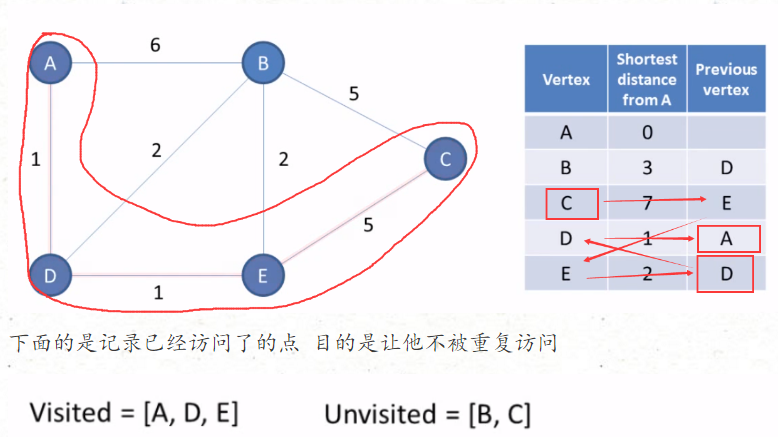 A
6
B
5
1
2
2
C
5
D
1
E
Vertex Shortest distance from A Previous vertex
A 0
B 3 D
C 7 E
D 1 A
E 2 D
下面的是记录已经访问了的点 目的是让他不被重复访问
Visited = [A, D, E] Unvisited = [B, C]